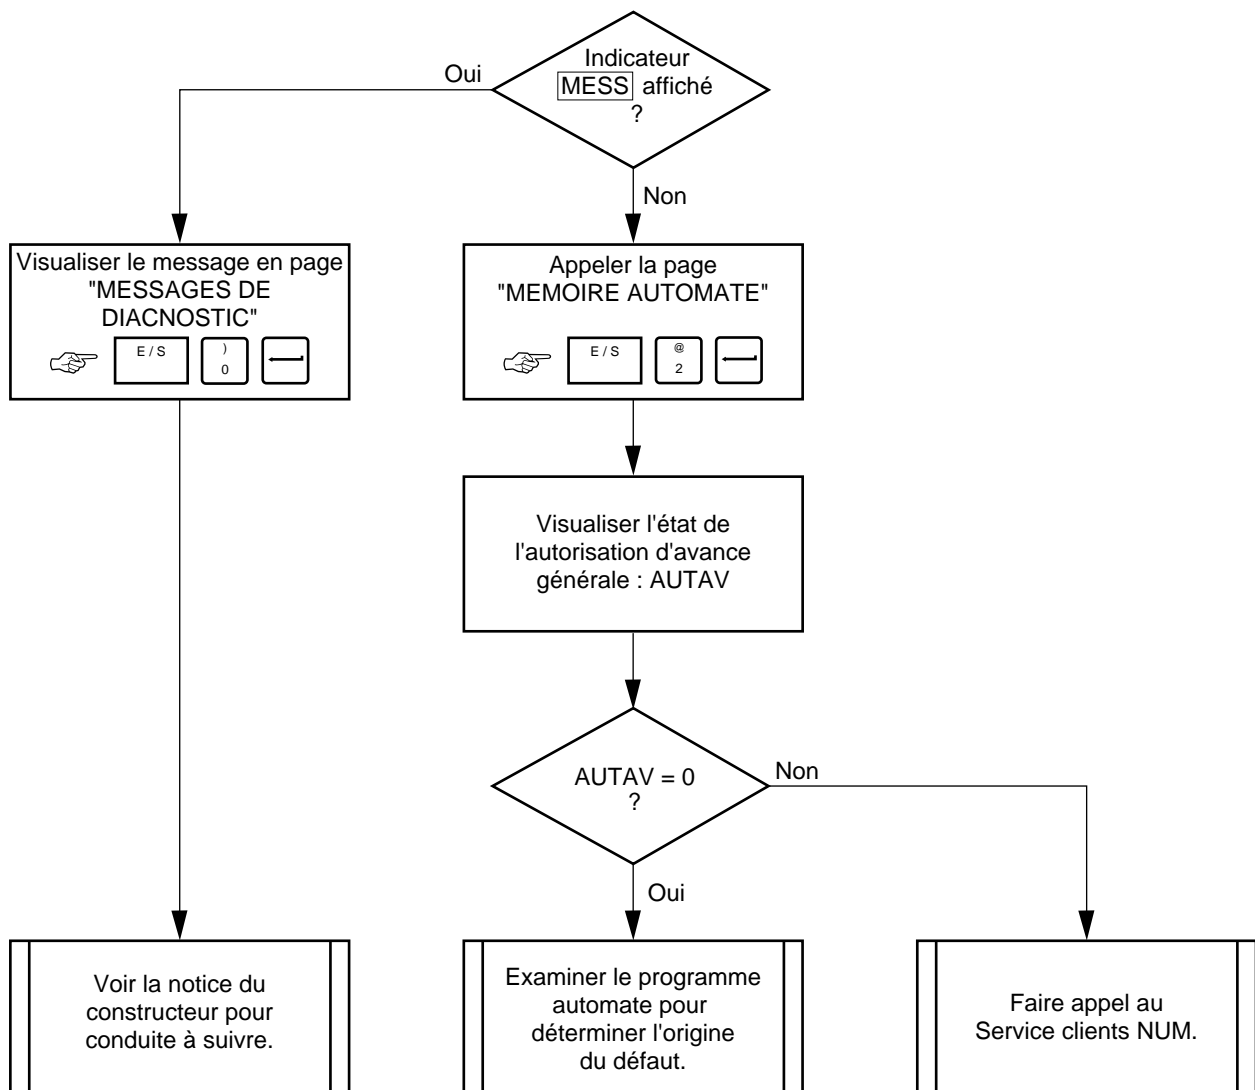 Indicateur
MESS affiché
?
Oui
Non
Visualiser le message en page
"MESSAGES DE
DIACNOSTIC"
E / S
)
0
Appeler la page
"MEMOIRE AUTOMATE"
E / S
@
2
Visualiser l'état de
l'autorisation d'avance
générale : AUTAV
AUTAV = 0
?
Non
Oui
Voir la notice du
constructeur pour
conduite à suivre.
Examiner le programme
automate pour
déterminer l'origine
du défaut.
Faire appel au
Service clients NUM.